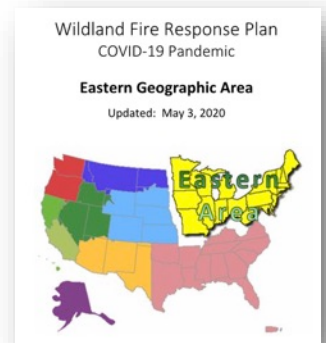 Wildland Fire Response Plan
COVID-19 Pandemic
Eastern Geographic Area
Updated: May 3, 2020
Eastern
Area